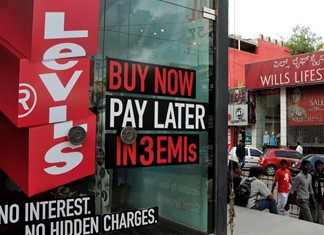 Levi's
®
BUY NOW
PAY LATER
IN 3 EMIs
NO INTEREST.
NO HIDDEN CHARGES.
ವಿಲ್ಸ್ ಲೈಫ್‌ಸ್ಟೈಲ್
WILLS LIFES
SALE